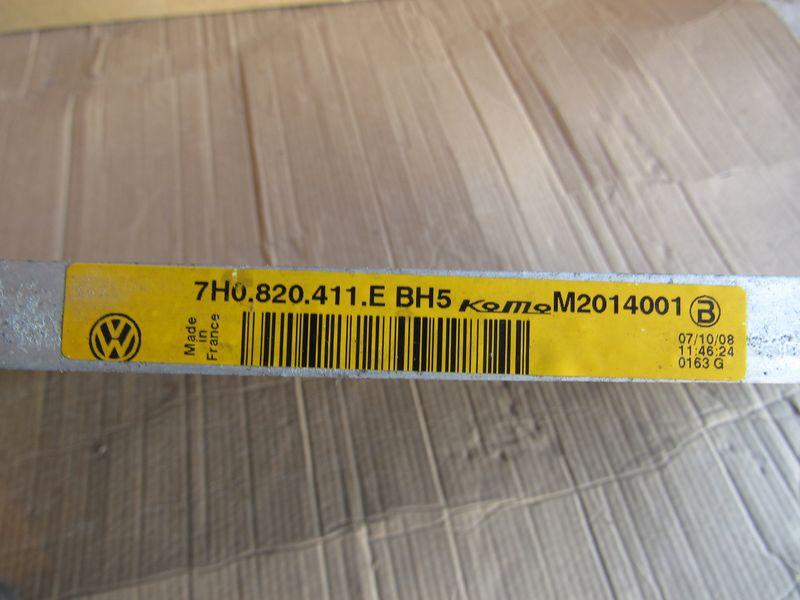 7H0.820.411.E BH5 KoMo M2014001 B
VW
Made
in
France
07/10/08
11:46:24
0163 G